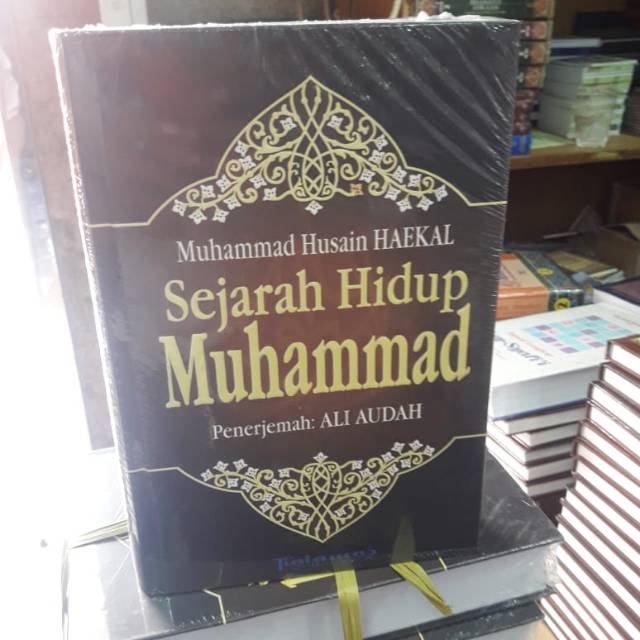 Muhammad Husain HAEKAL
Sejarah Hidup
Muhammad
Penerjemah: ALI AUDAH